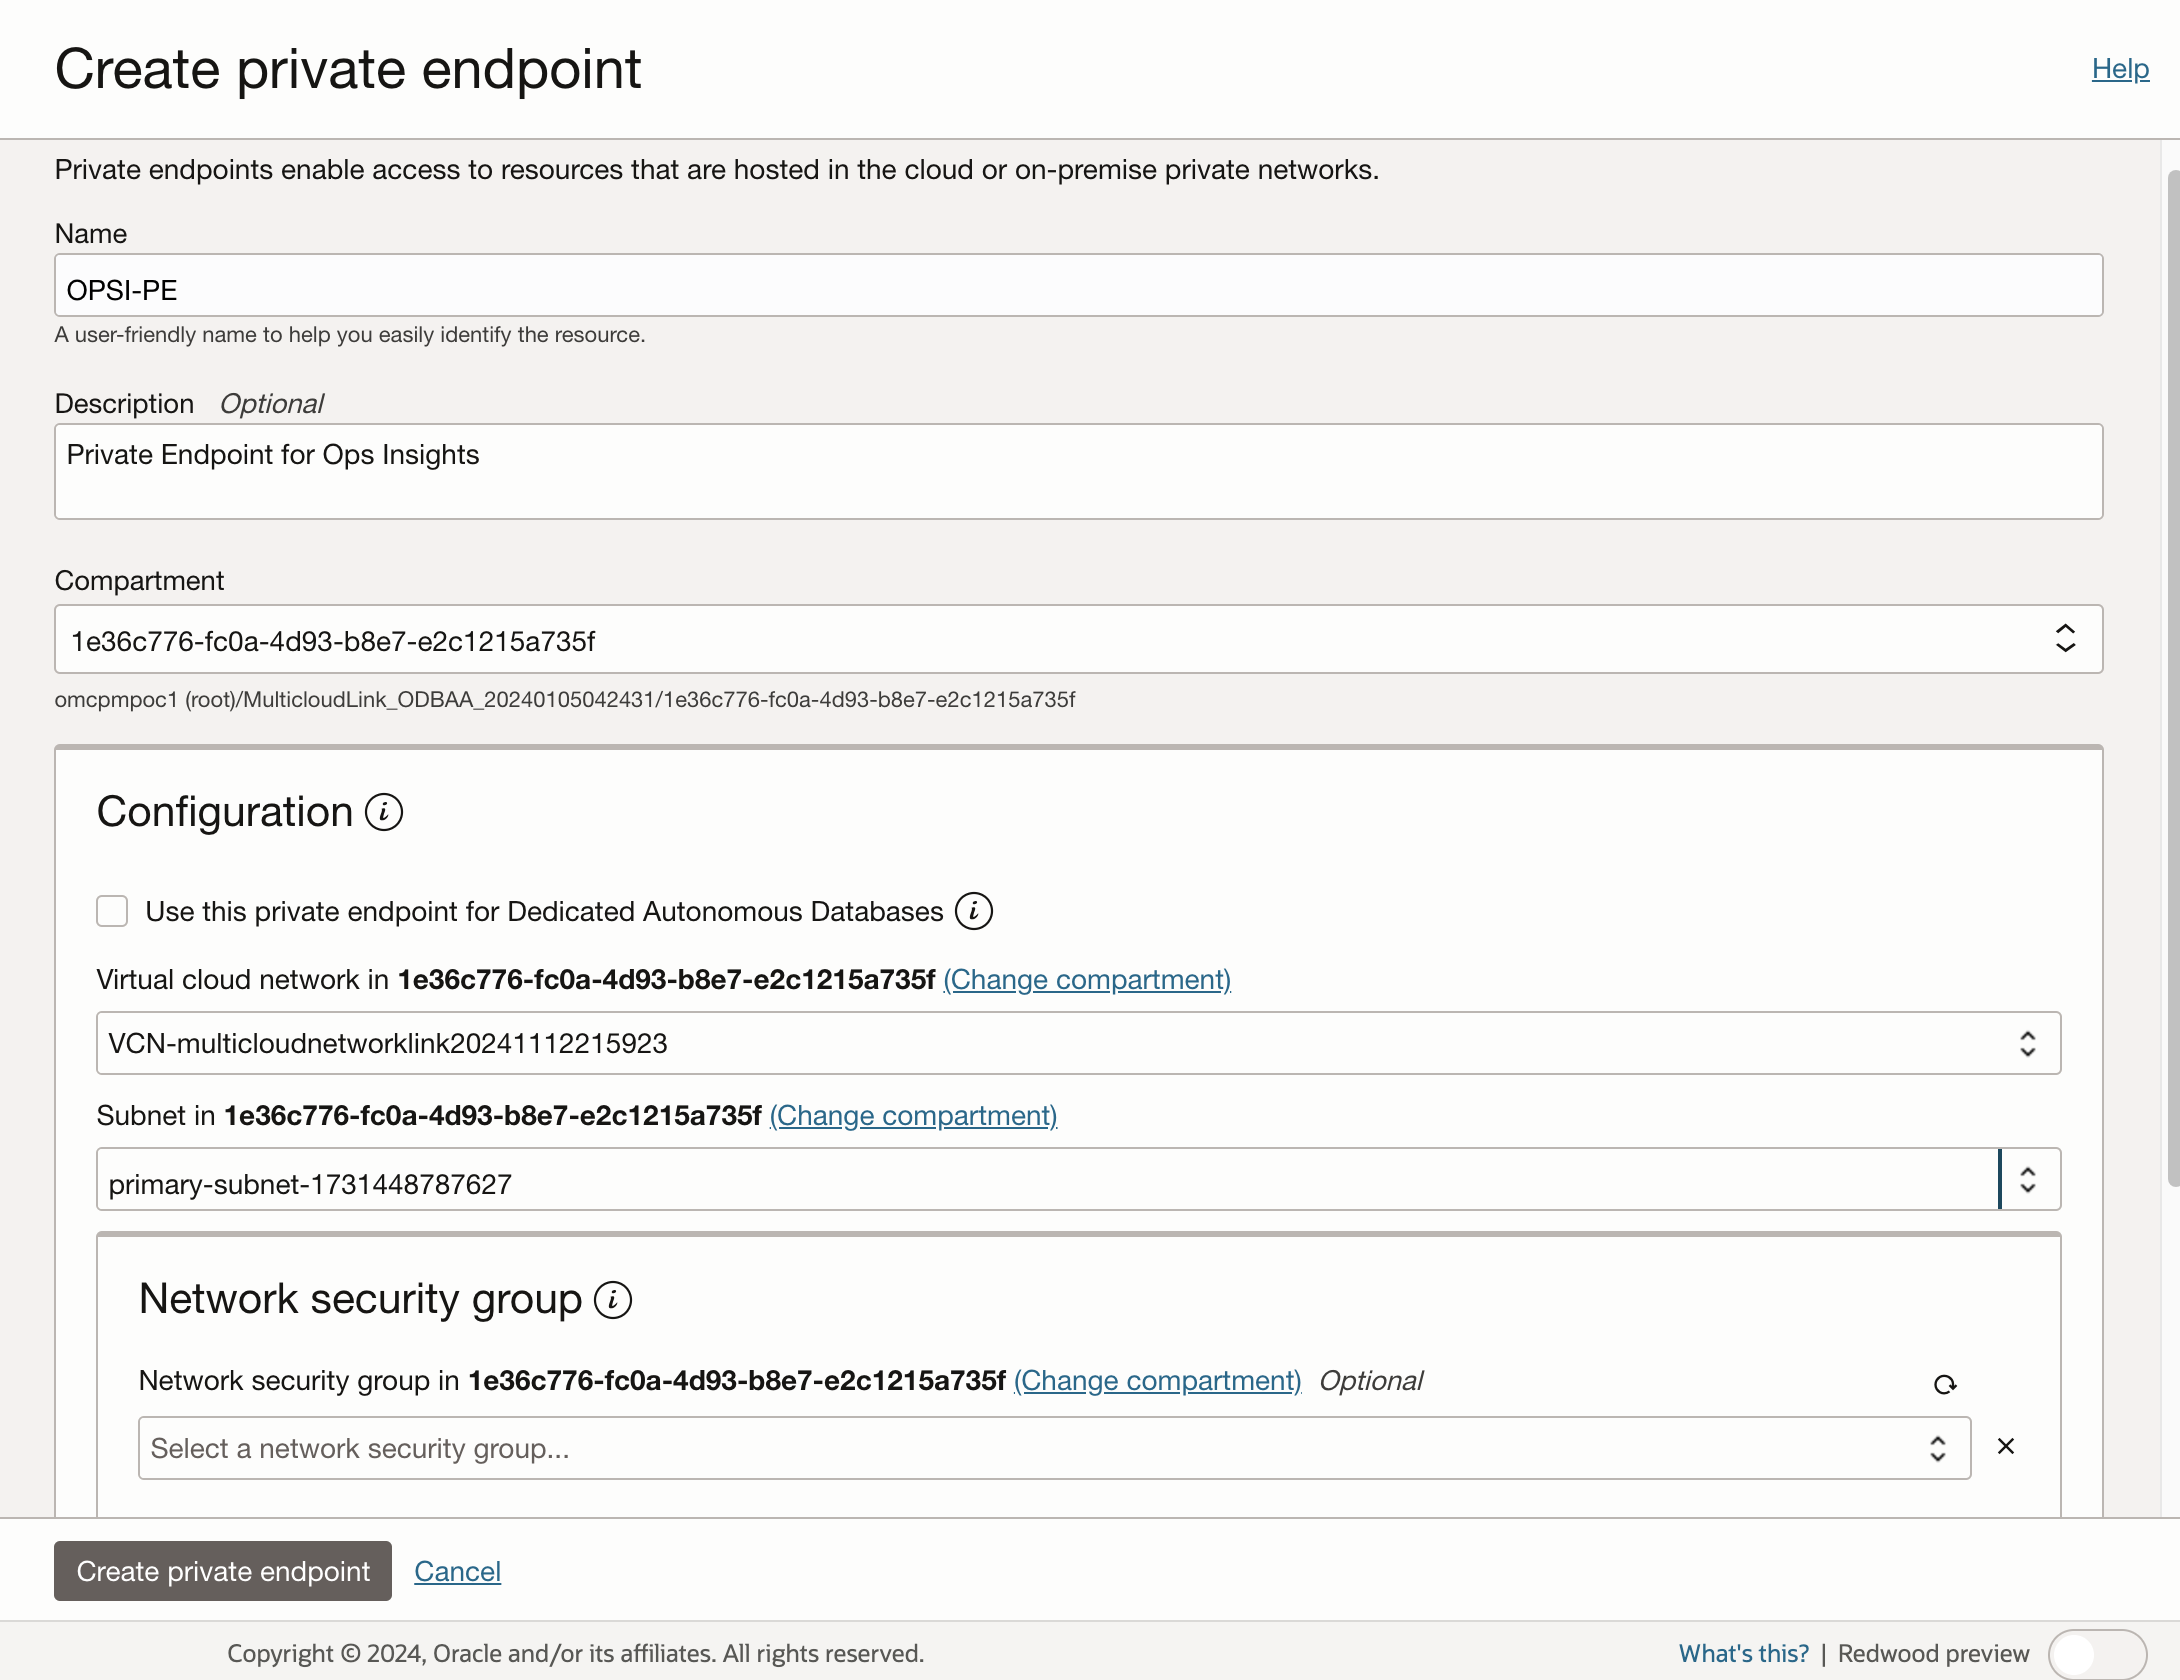 Create private endpoint
Help
Private endpoints enable access to resources that are hosted in the cloud or on-premise private networks.
Name
OPSI-PE
A user-friendly name to help you easily identify the resource.
Description Optional
Private Endpoint for Ops Insights
Compartment
1e36c776-fc0a-4d93-b8e7-e2c1215a735f
omcpmpoc1 (root)/MulticloudLink_ODBAA_20240105042431/1e36c776-fc0a-4d93-b8e7-e2c1215a735f
Configuration i
Use this private endpoint for Dedicated Autonomous Databases i
Virtual cloud network in 1e36c776-fc0a-4d93-b8e7-e2c1215a735f (Change compartment)
VCN-multicloudnetworklink20241112215923
Subnet in 1e36c776-fc0a-4d93-b8e7-e2c1215a735f (Change compartment)
primary-subnet-1731448787627
Network security group i
Network security group in 1e36c776-fc0a-4d93-b8e7-e2c1215a735f (Change compartment) Optional
Select a network security group...
Create private endpoint Cancel
Copyright © 2024, Oracle and/or its affiliates. All rights reserved.
What's this? | Redwood preview